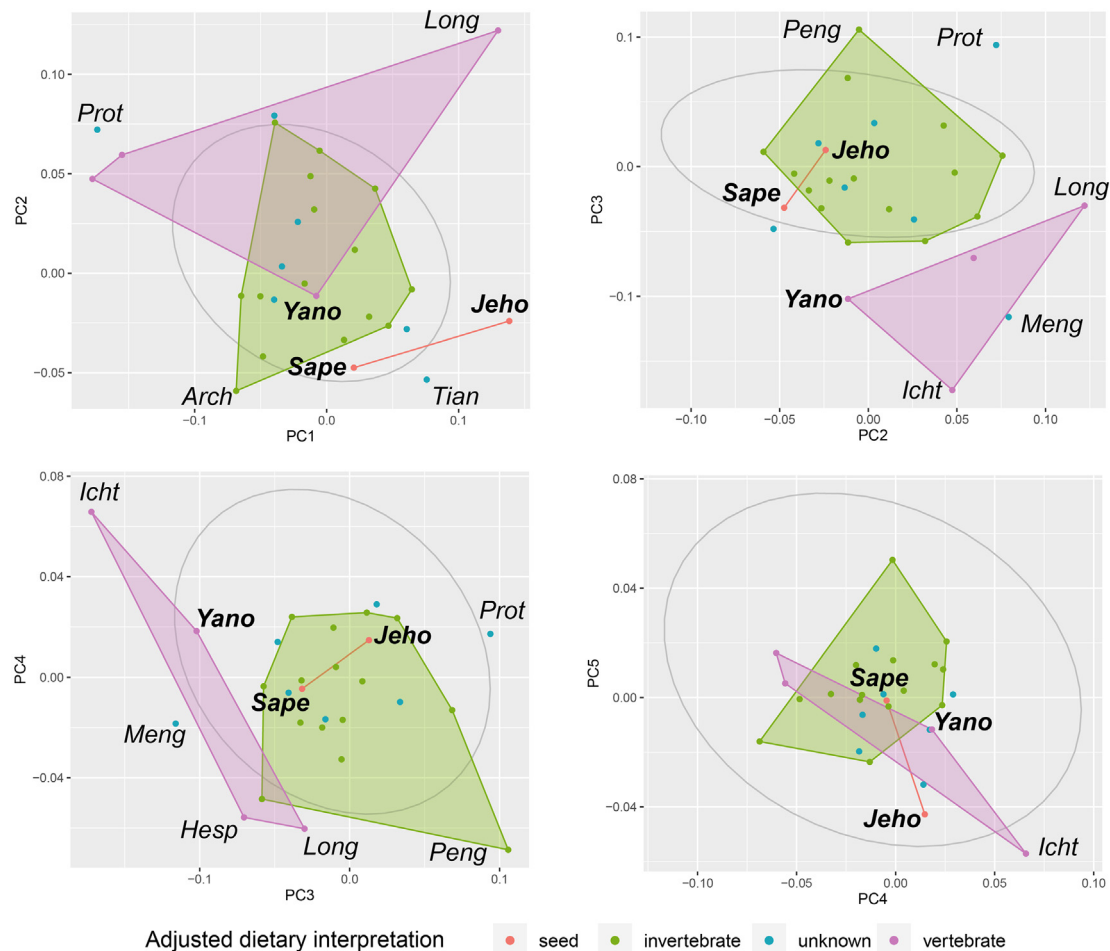 Long
Prot
Yano
Jeho
Sape
Arch
Tian
0.10
0.05
0.00
−0.05
PC2
−0.1
0.0
0.1
PC1
Peng
Prot
Jeho
Sape
Long
Yano
Meng
Icht
0.1
0.0
−0.1
PC3
−0.10
−0.05
0.00
0.05
0.10
PC2
Icht
Yano
Prot
Jeho
Sape
Meng
Hesp
Long
Peng
0.08
0.04
0.00
−0.04
PC4
−0.1
0.0
0.1
PC3
Sape
Yano
Jeho
Icht
0.08
0.04
0.00
−0.04
PC5
−0.10
−0.05
0.00
0.05
0.10
PC4
Adjusted dietary interpretation seed invertebrate unknown vertebrate